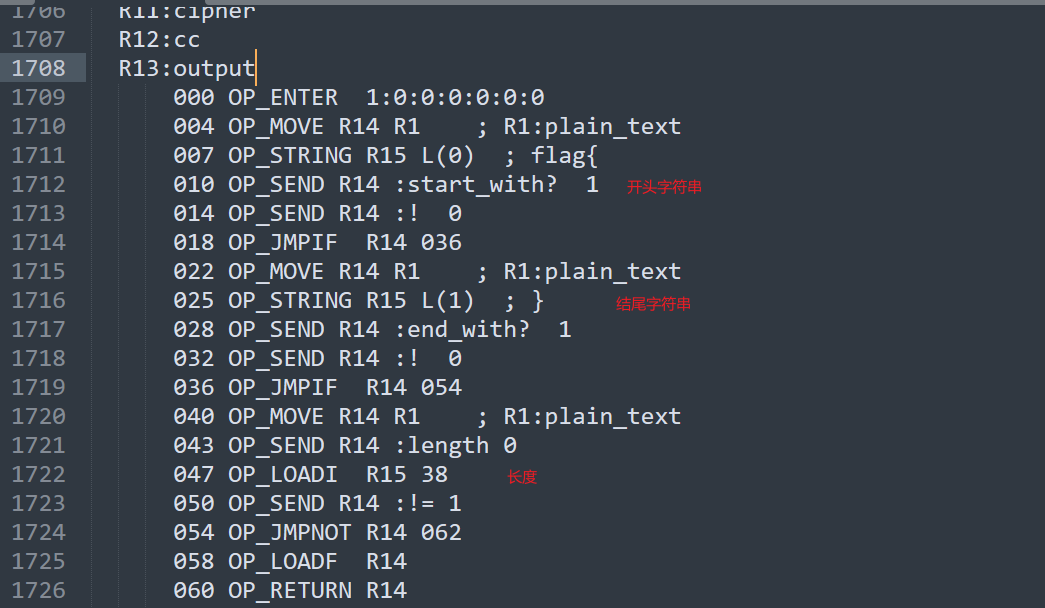 1706 R11:cipher
1707 R12:cc
1708 R13:output
1709 000 OP_ENTER 1:0:0:0:0:0:0
1710 004 OP_MOVE R14 R1 ; R1:plain_text
1711 007 OP_STRING R15 L(0) ; flag{
1712 010 OP_SEND R14 :start_with? 1 开头字符串
1713 014 OP_SEND R14 :! 0
1714 018 OP_JMPIF R14 036
1715 022 OP_MOVE R14 R1 ; R1:plain_text
1716 025 OP_STRING R15 L(1) ; } 结尾字符串
1717 028 OP_SEND R14 :end_with? 1
1718 032 OP_SEND R14 :! 0
1719 036 OP_JMPIF R14 054
1720 040 OP_MOVE R14 R1 ; R1:plain_text
1721 043 OP_SEND R14 :length 0
1722 047 OP_LOADI R15 38 长度
1723 050 OP_SEND R14 :!= 1
1724 054 OP_JMPNOT R14 062
1725 058 OP_LOADF R14
1726 060 OP_RETURN R14